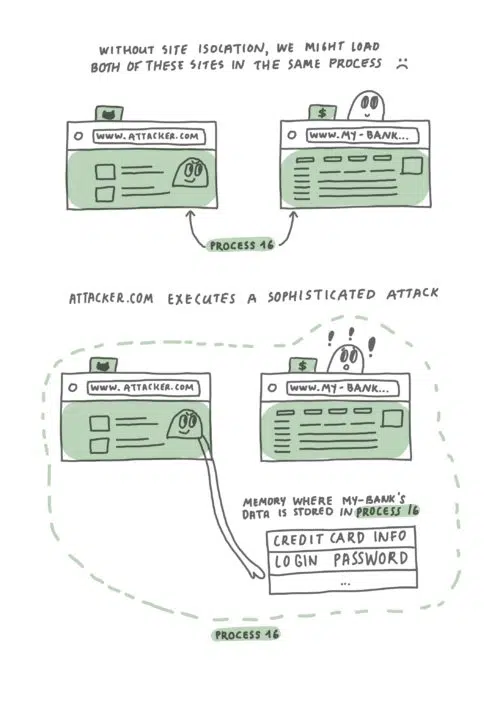 WITHOUT SITE ISOLATION, WE MIGHT LOAD
BOTH OF THESE SITES IN THE SAME PROCESS :(
$
WWW.ATTACKER.COM
WWW.MY-BANK...
PROCESS 16
ATTACKER.COM EXECUTES A SOPHISTICATED ATTACK
! ! !
$
WWW.ATTACKER.COM
WWW.MY-BANK...
MEMORY WHERE MY-BANK'S
DATA IS STORED IN PROCESS 16
CREDIT CARD INFO
LOGIN PASSWORD
...
PROCESS 16